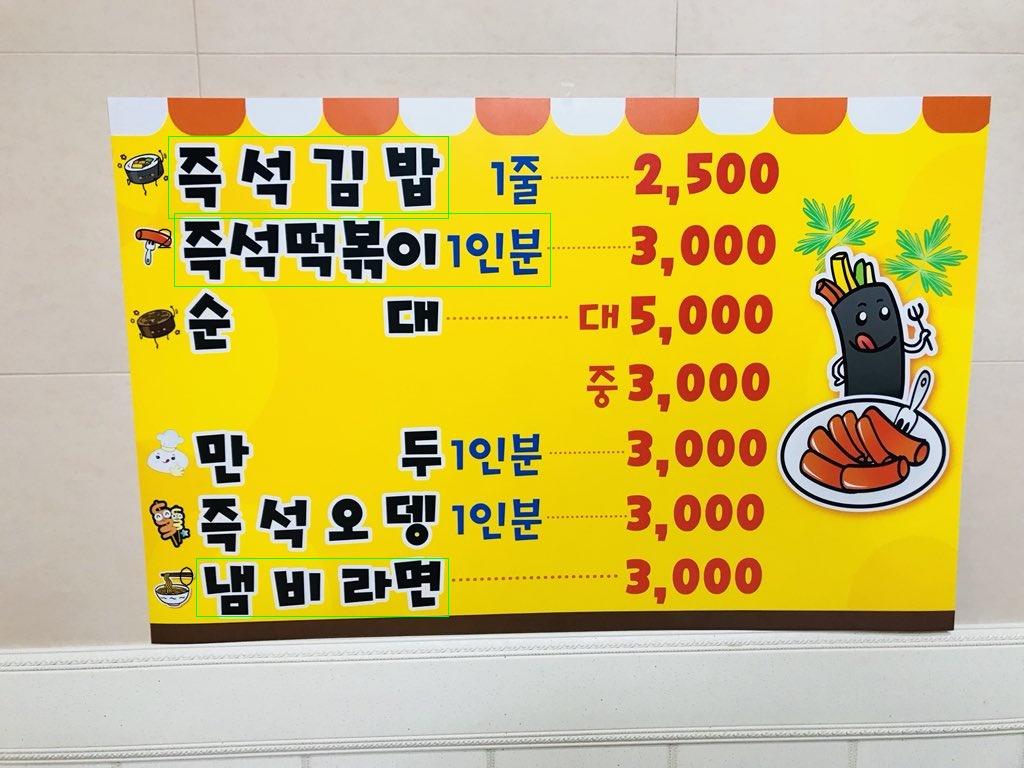 즉석김밥 1줄 2,500
즉석떡볶이 1인분 3,000
순대 대 5,000
중 3,000
만두 1인분 3,000
즉석오뎅 1인분 3,000
냄비라면 3,000